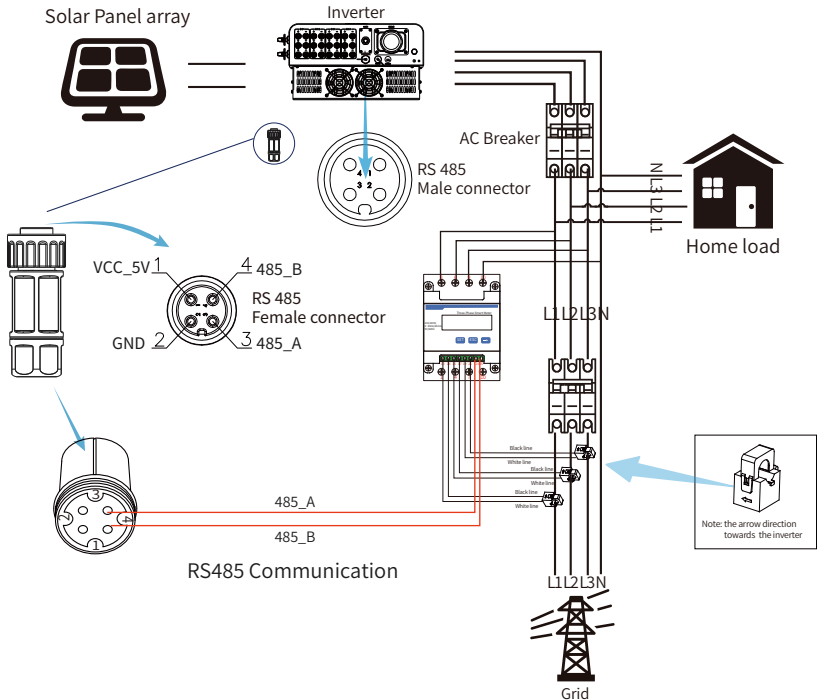 Solar Panel array
Inverter
AC Breaker
4 1
3 2
RS 485
Male connector
N
L3
L2
L1
Home load
VCC_5V 1
4 485_B
RS 485
Female connector
GND 2
3 485_A
L1L2L3N
Black line
White line
Black line
White line
Black line
White line
Note: the arrow direction
towards the inverter
3
2
4
1
485_A
485_B
RS485 Communication
L1L2L3N
Grid